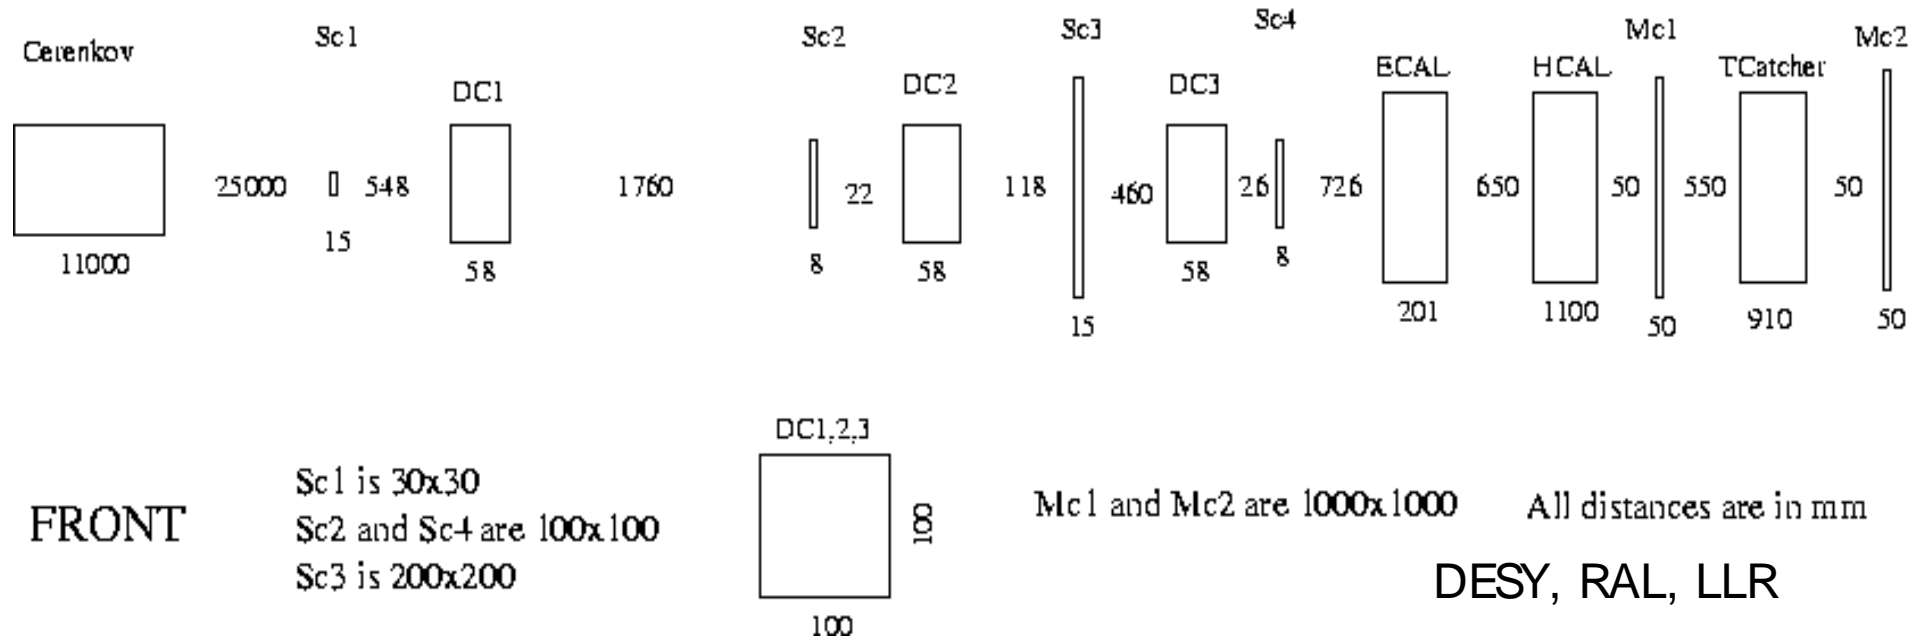 Cerenkov Sc1 Sc2 Sc3 Sc4 Mc1 Mc2
DC1 DC2 DC3 ECAL HCAL TCatcher
25000 548 1760 22 118 460 26 726 650 50 550 50
11000 15 58 8 58 15 58 8 201 1100 50 910 50
DC1,2,3
FRONT
Sc1 is 30x30
Sc2 and Sc4 are 100x100
Sc3 is 200x200
100
100
Mc1 and Mc2 are 1000x1000
All distances are in mm
DESY, RAL, LLR